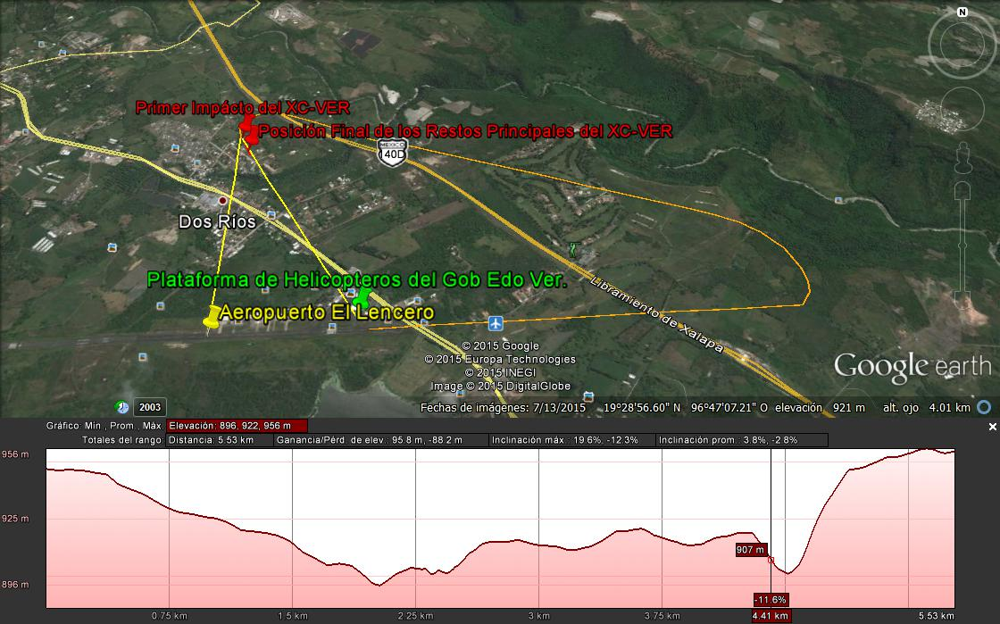 N
Primer Impácto del XC-VER
Posición Final de los Restos Principales del XC-VER
MEXICO
140D
Dos Ríos
Plataforma de Helicopteros del Gob Edo Ver.
Libramiento de Xalapa
Aeropuerto El Lencero
© 2015 Google
© 2015 Europa Technologies
© 2015 INEGI
Image © 2015 DigitalGlobe
Google earth
2003
Fechas de imágenes: 7/13/2015 19°28'56.60" N 96°47'07.21" O elevación 921 m alt. ojo 4.01 km
Gráfico: Mín., Prom., Máx. Elevación: 896, 922, 956 m
Totales del rango: Distancia: 5.53 km Ganancia/Pérd. de elev.: 95.8 m, -88.2 m Inclinación máx.: 19.6%, -12.3% Inclinación prom.: 3.8%, -2.8%
956 m
925 m
907 m
896 m
-11.6%
0.75 km 1.5 km 2.25 km 3 km 3.75 km 4.41 km 5.53 km